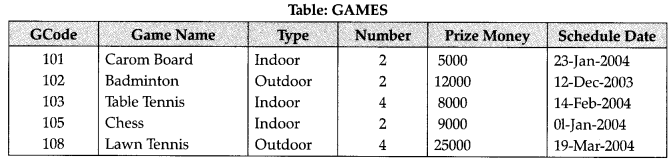 Table: GAMES
GCode Game Name Type Number Prize Money Schedule Date
101 Carom Board Indoor 2 5000 23-Jan-2004
102 Badminton Outdoor 2 12000 12-Dec-2003
103 Table Tennis Indoor 4 8000 14-Feb-2004
105 Chess Indoor 2 9000 0l-Jan-2004
108 Lawn Tennis Outdoor 4 25000 19-Mar-2004